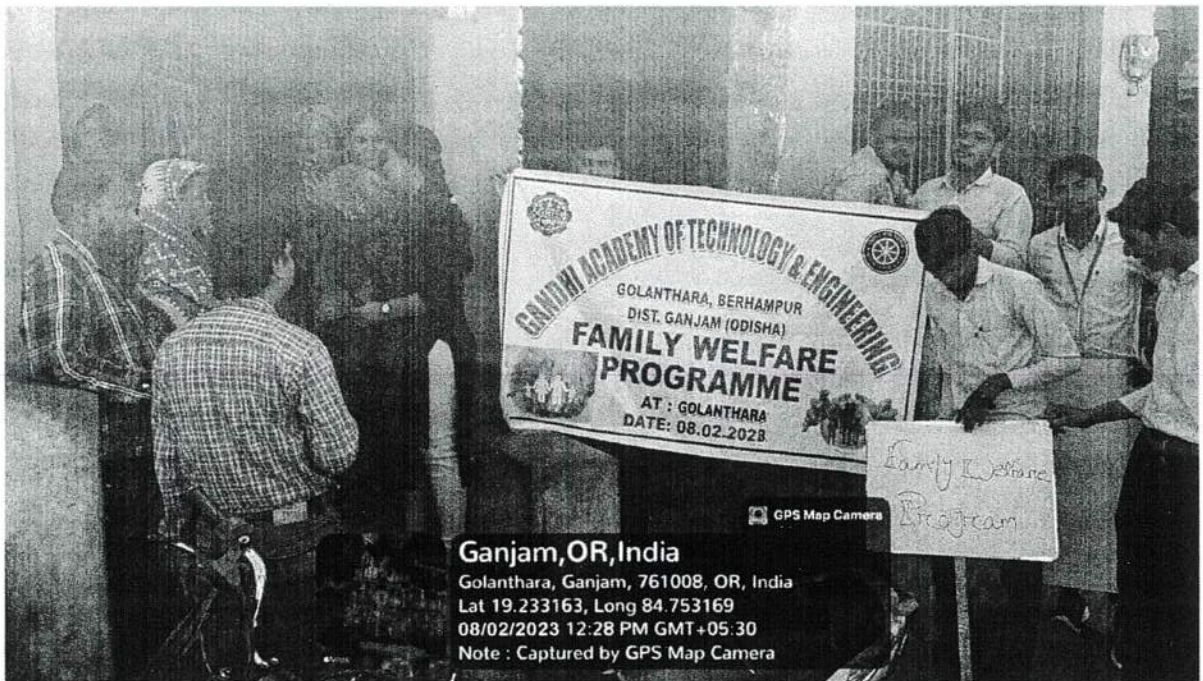 GANDHI ACADEMY OF TECHNOLOGY & ENGINEERING
GOLANTHARA, BERHAMPUR
DIST. GANJAM (ODISHA)
FAMILY WELFARE
PROGRAMME
AT : GOLANTHARA
DATE: 08.02.2023
Family Welfare
Program
GPS Map Camera
Ganjam,OR,India
Golanthara, Ganjam, 761008, OR, India
Lat 19.233163, Long 84.753169
08/02/2023 12:28 PM GMT+05:30
Note : Captured by GPS Map Camera